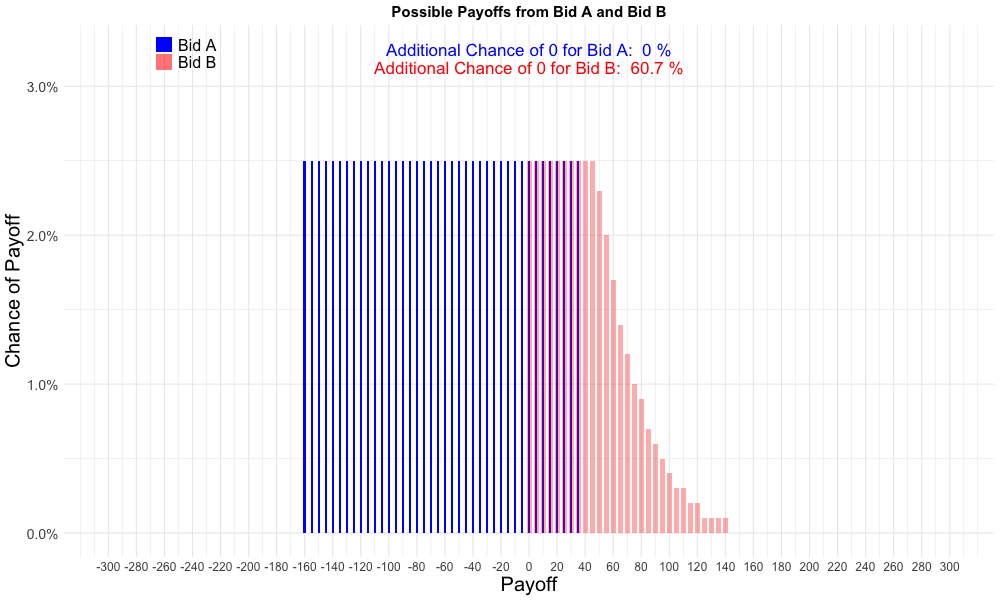 Possible Payoffs from Bid A and Bid B
Bid A
Bid B
Additional Chance of 0 for Bid A:  0 %
Additional Chance of 0 for Bid B:  60.7 %
Chance of Payoff
3.0%
2.0%
1.0%
0.0%
-300 -280 -260 -240 -220 -200 -180 -160 -140 -120 -100 -80 -60 -40 -20 0 20 40 60 80 100 120 140 160 180 200 220 240 260 280 300
Payoff